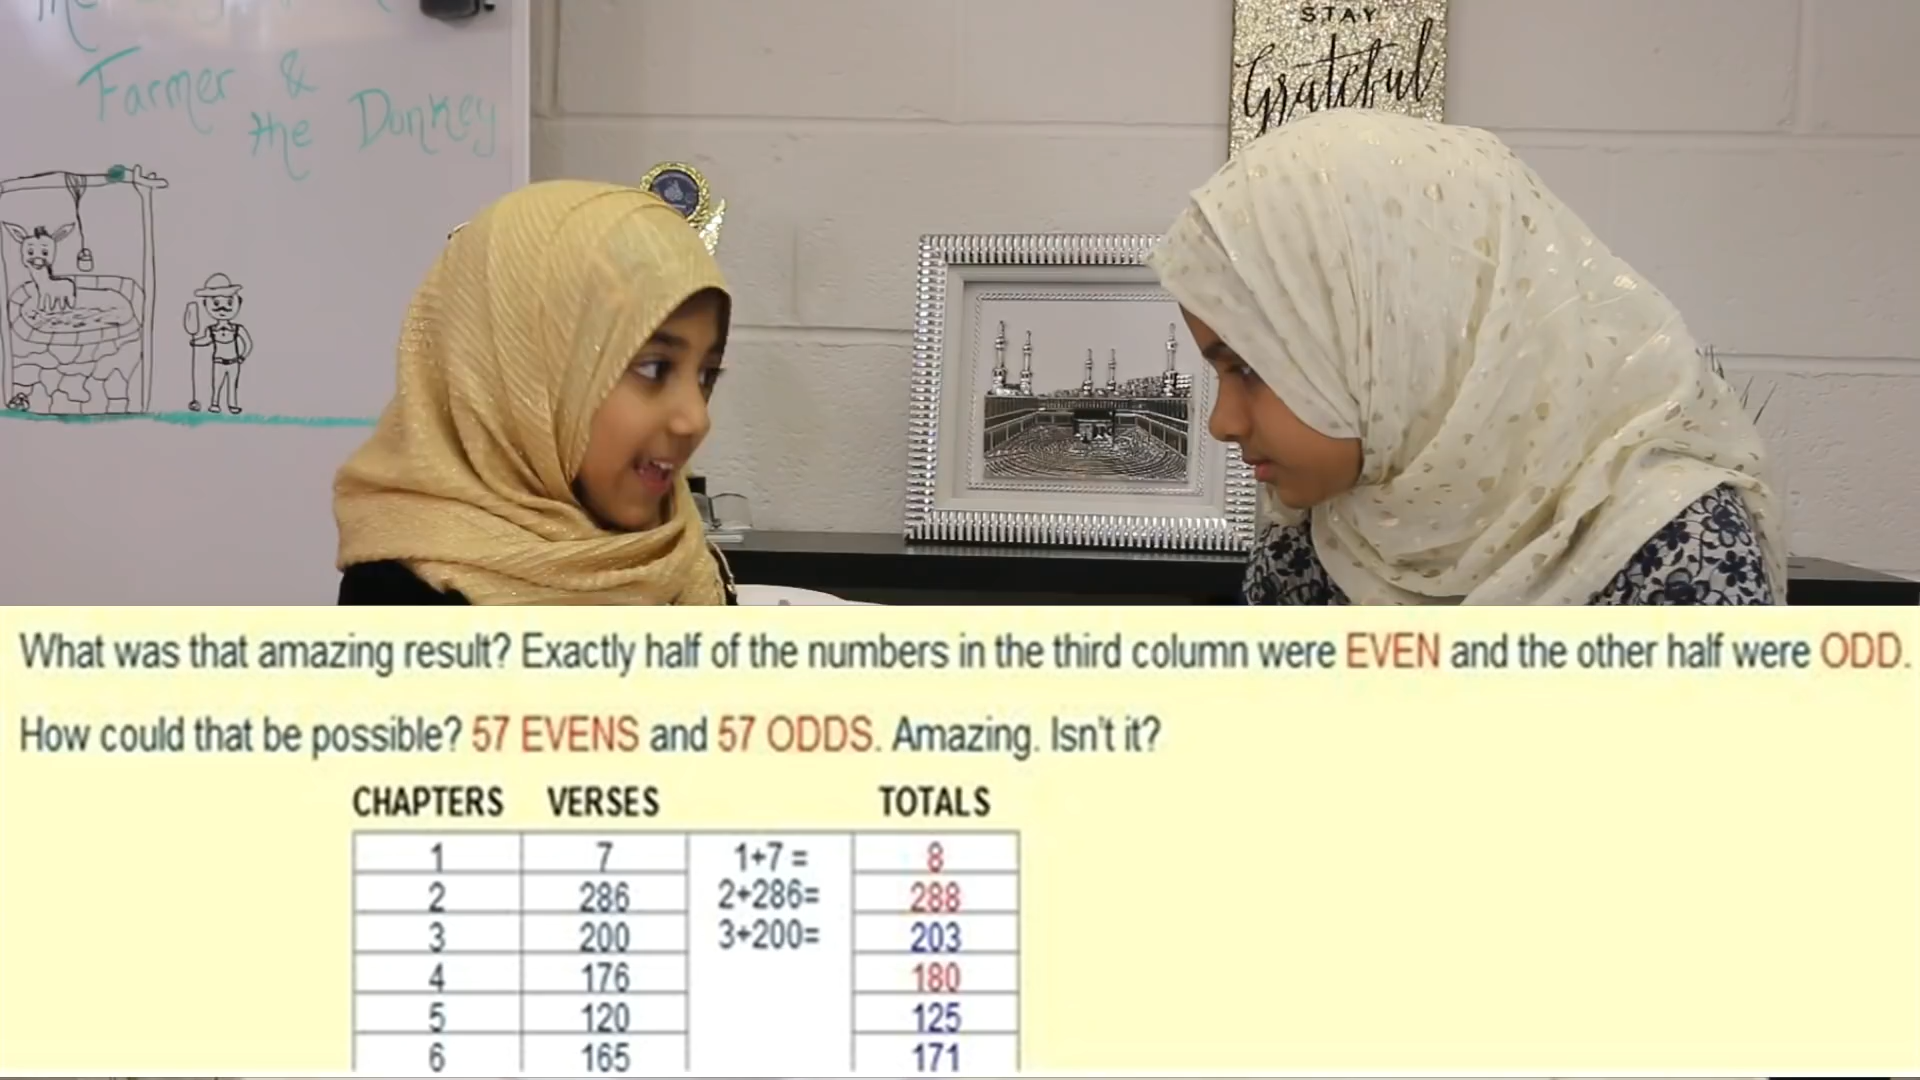 Farmer &
the Donkey
STAY
Grateful
What was that amazing result? Exactly half of the numbers in the third column were EVEN and the other half were ODD.
How could that be possible? 57 EVENS and 57 ODDS. Amazing. Isn't it?
CHAPTERS VERSES TOTALS
1 7 1+7 = 8
2 286 2+286= 288
3 200 3+200= 203
4 176 180
5 120 125
6 165 171